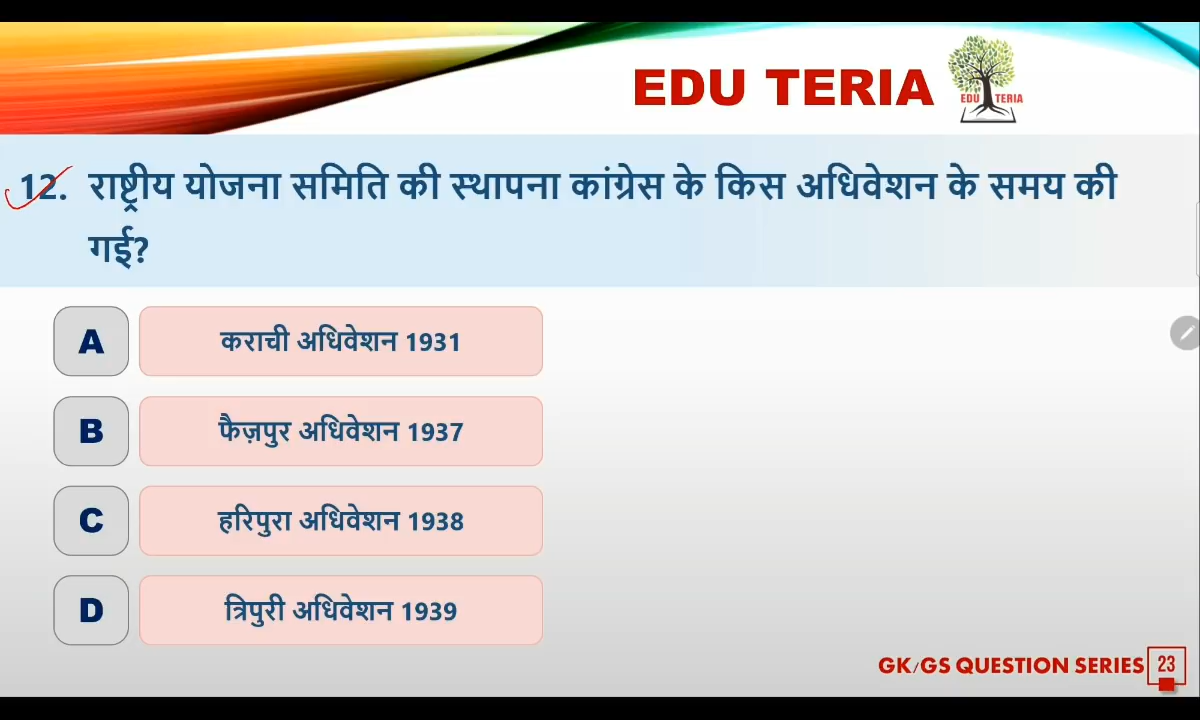 EDU TERIA
EDU TERIA
12. राष्ट्रीय योजना समिति की स्थापना कांग्रेस के किस अधिवेशन के समय की
गई?
A कराची अधिवेशन 1931
B फैज़पुर अधिवेशन 1937
C हरिपुरा अधिवेशन 1938
D त्रिपुरी अधिवेशन 1939
GK/GS QUESTION SERIES 23